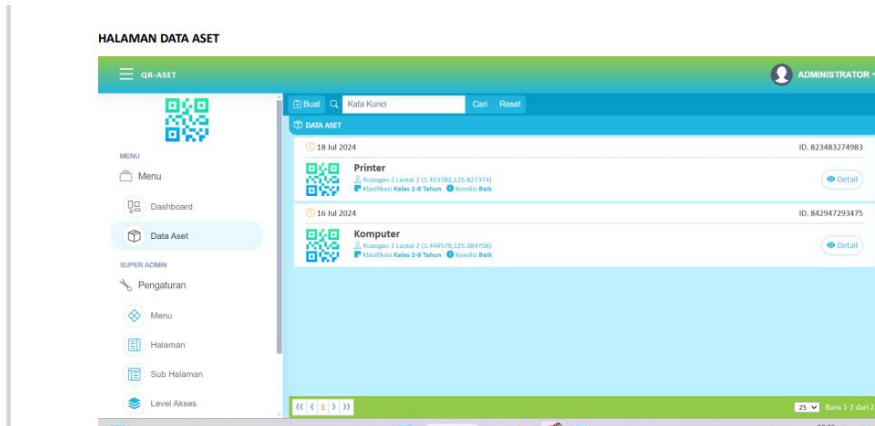 HALAMAN DATA ASET
QR-ASET
ADMINISTRATOR
Buat Kata Kunci Cari Reset
DATA ASET
MENU
Menu
Dashboard
Data Aset
SUPER ADMIN
Pengaturan
Menu
Halaman
Sub Halaman
Level Akses
18 Jul 2024 ID. 823483274983
Printer
Ruangan 2 Lantai 2 (1.453782,125.827374)
Klasifikasi Kelas 2-8 Tahun Kondisi Baik
Detail
16 Jul 2024 ID. 842947293475
Komputer
Ruangan 1 Lantai 2 (1.444578,125.384758)
Klasifikasi Kelas 2-8 Tahun Kondisi Baik
Detail
1
25 Baris 1-2 dari 2